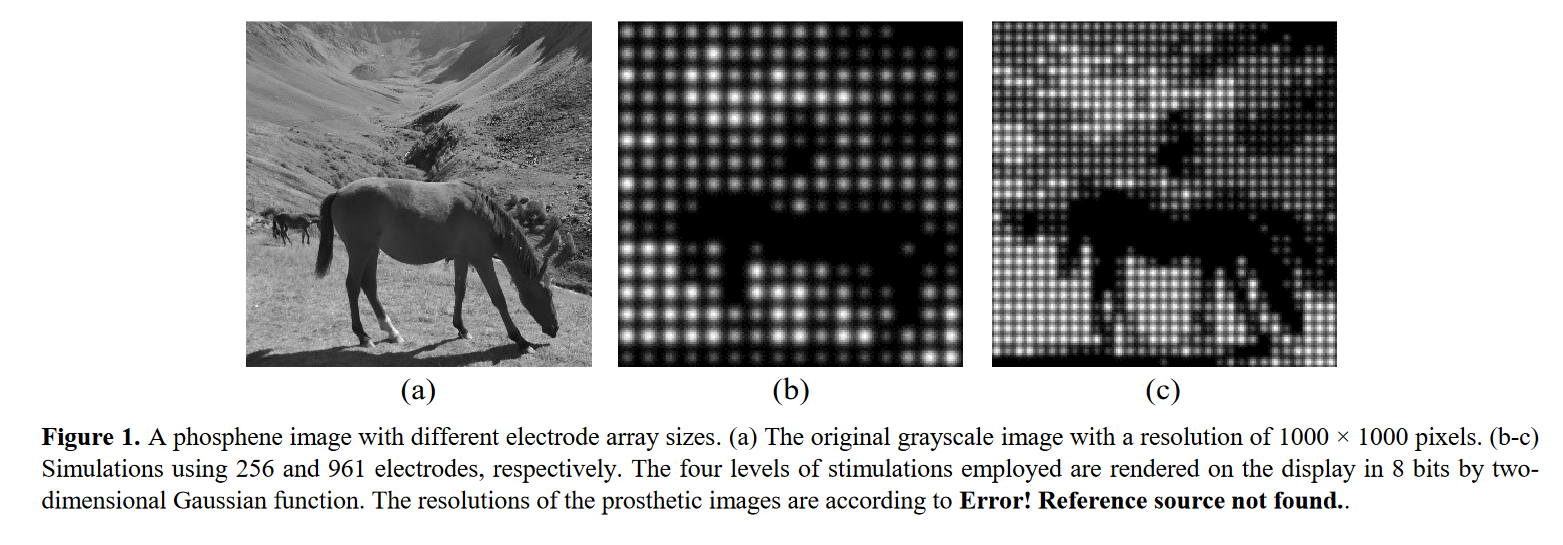 (a) (b) (c)
Figure 1. A phosphene image with different electrode array sizes. (a) The original grayscale image with a resolution of 1000 × 1000 pixels. (b-c)
Simulations using 256 and 961 electrodes, respectively. The four levels of stimulations employed are rendered on the display in 8 bits by two-
dimensional Gaussian function. The resolutions of the prosthetic images are according to Error! Reference source not found..